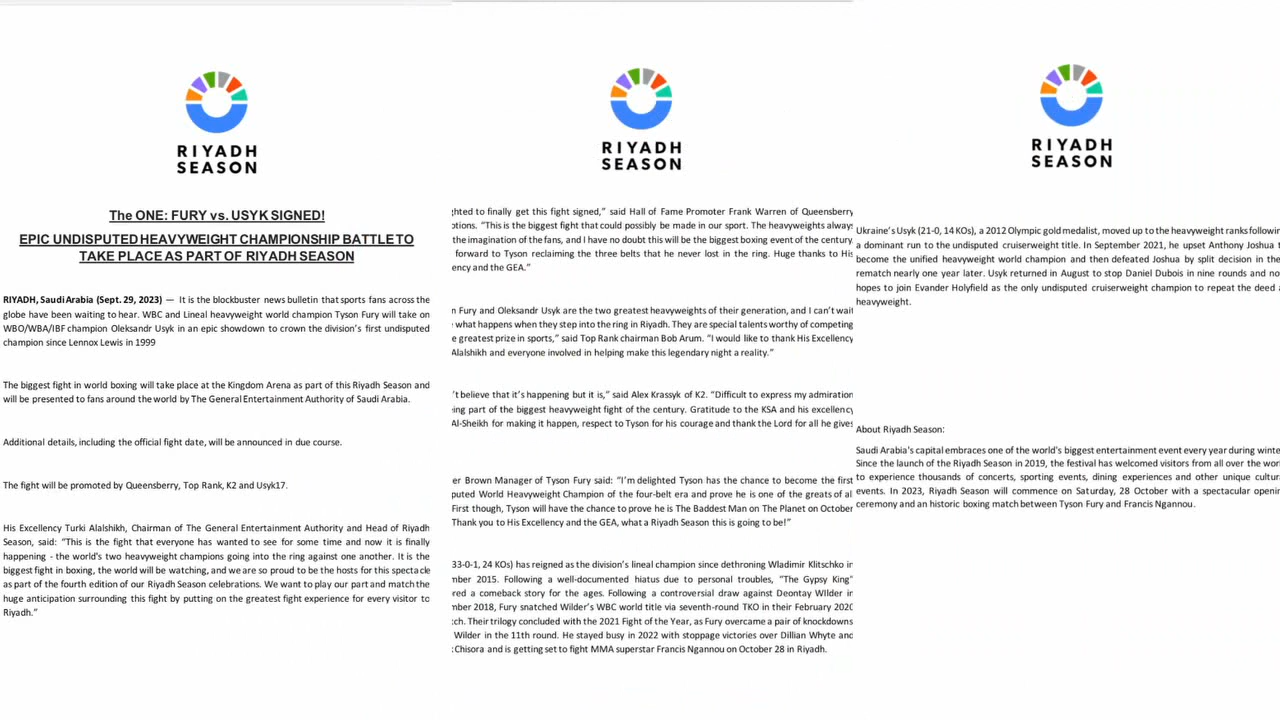 RIYADH
SEASON
The ONE: FURY vs. USYK SIGNED!
EPIC UNDISPUTED HEAVYWEIGHT CHAMPIONSHIP BATTLE TO
TAKE PLACE AS PART OF RIYADH SEASON
RIYADH, Saudi Arabia (Sept. 29, 2023) — It is the blockbuster news bulletin that sports fans across the
globe have been waiting to hear. WBC and Lineal heavyweight world champion Tyson Fury will take on
WBO/WBA/IBF champion Oleksandr Usyk in an epic showdown to crown the division's first undisputed
champion since Lennox Lewis in 1999
The biggest fight in world boxing will take place at the Kingdom Arena as part of this Riyadh Season and
will be presented to fans around the world by The General Entertainment Authority of Saudi Arabia.
Additional details, including the official fight date, will be announced in due course.
The fight will be promoted by Queensberry, Top Rank, K2 and Usyk17.
His Excellency Turki Alalshikh, Chairman of The General Entertainment Authority and Head of Riyadh
Season, said: "This is the fight that everyone has wanted to see for some time and now it is finally
happening - the world's two heavyweight champions going into the ring against one another. It is the
biggest fight in boxing, the world will be watching, and we are so proud to be the hosts for this spectacle
as part of the fourth edition of our Riyadh Season celebrations. We want to play our part and match the
huge anticipation surrounding this fight by putting on the greatest fight experience for every visitor to
Riyadh."
RIYADH
SEASON
ghted to finally get this fight signed," said Hall of Fame Promoter Frank Warren of Queensberry
otions. "This is the biggest fight that could possibly be made in our sport. The heavyweights always
the imagination of the fans, and I have no doubt this will be the biggest boxing event of the century.
forward to Tyson reclaiming the three belts that he never lost in the ring. Huge thanks to His
ency and the GEA."
n Fury and Oleksandr Usyk are the two greatest heavyweights of their generation, and I can't wait
what happens when they step into the ring in Riyadh. They are special talents worthy of competing
e greatest prize in sports," said Top Rank chairman Bob Arum. "I would like to thank His Excellency
Alalshikh and everyone involved in helping make this legendary night a reality."
't believe that it's happening but it is," said Alex Krassyk of K2. "Difficult to express my admiration
ing part of the biggest heavyweight fight of the century. Gratitude to the KSA and his excellency
Al-Sheikh for making it happen, respect to Tyson for his courage and thank the Lord for all he gives
er Brown Manager of Tyson Fury said: "I'm delighted Tyson has the chance to become the first
puted World Heavyweight Champion of the four-belt era and prove he is one of the greats of al
First though, Tyson will have the chance to prove he is The Baddest Man on The Planet on October
Thank you to His Excellency and the GEA, what a Riyadh Season this is going to be!"
33-0-1, 24 KOs) has reigned as the division's lineal champion since dethroning Wladimir Klitschko in
mber 2015. Following a well-documented hiatus due to personal troubles, "The Gypsy King"
red a comeback story for the ages. Following a controversial draw against Deontay WIlder in
mber 2018, Fury snatched Wilder's WBC world title via seventh-round TKO in their February 2020
ch. Their trilogy concluded with the 2021 Fight of the Year, as Fury overcame a pair of knockdowns
Wilder in the 11th round. He stayed busy in 2022 with stoppage victories over Dillian Whyte and
Chisora and is getting set to fight MMA superstar Francis Ngannou on October 28 in Riyadh.
RIYADH
SEASON
Ukraine's Usyk (21-0, 14 KOs), a 2012 Olympic gold medalist, moved up to the heavyweight ranks followin
a dominant run to the undisputed cruiserweight title. In September 2021, he upset Anthony Joshua t
become the unified heavyweight world champion and then defeated Joshua by split decision in the
rematch nearly one year later. Usyk returned in August to stop Daniel Dubois in nine rounds and no
hopes to join Evander Holyfield as the only undisputed cruiserweight champion to repeat the deed a
heavyweight.
About Riyadh Season:
Saudi Arabia's capital embraces one of the world's biggest entertainment event every year during winte
Since the launch of the Riyadh Season in 2019, the festival has welcomed visitors from all over the wor
to experience thousands of concerts, sporting events, dining experiences and other unique cultur
events. In 2023, Riyadh Season will commence on Saturday, 28 October with a spectacular openin
ceremony and an historic boxing match between Tyson Fury and Francis Ngannou.